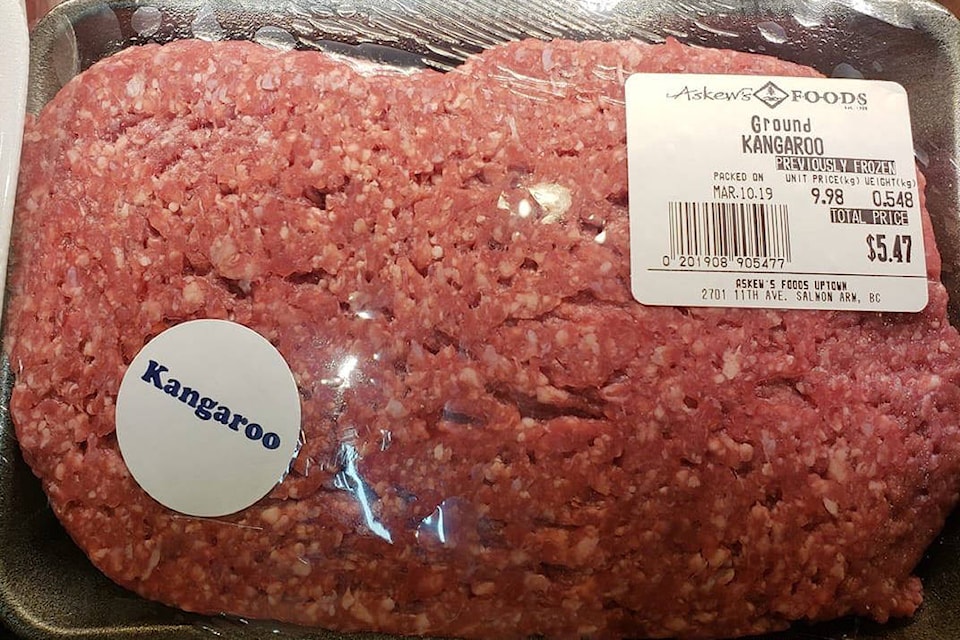 Askew's FOODS
EST. 1929
Ground
KANGAROO
PREVIOUSLY FROZEN
PACKED ON UNIT PRICE(kg) WEIGHT(kg)
MAR.10.19 9.98 0.548
TOTAL PRICE
$5.47
0 201908 905477
ASKEW'S FOODS UPTOWN
2701 11TH AVE. SALMON ARM, BC
Kangaroo